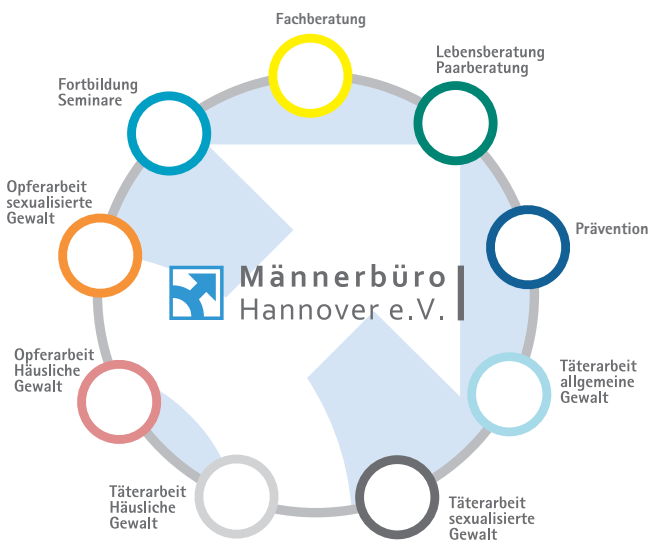 Fachberatung
Lebensberatung
Paarberatung
Fortbildung
Seminare
Opferarbeit
sexualisierte
Gewalt
Prävention
Männerbüro
Hannover e.V.
Opferarbeit
Häusliche
Gewalt
Täterarbeit
allgemeine
Gewalt
Täterarbeit
Häusliche
Gewalt
Täterarbeit
sexualisierte
Gewalt